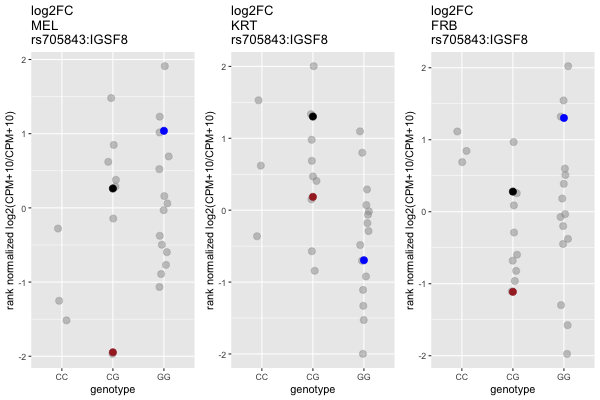 log2FC
MEL
rs705843:IGSF8
rank normalized log2(CPM+10/CPM+10)
2
1
0
-1
-2
CC CG GG
genotype
log2FC
KRT
rs705843:IGSF8
rank normalized log2(CPM+10/CPM+10)
2
1
0
-1
-2
CC CG GG
genotype
log2FC
FRB
rs705843:IGSF8
rank normalized log2(CPM+10/CPM+10)
2
1
0
-1
-2
CC CG GG
genotype